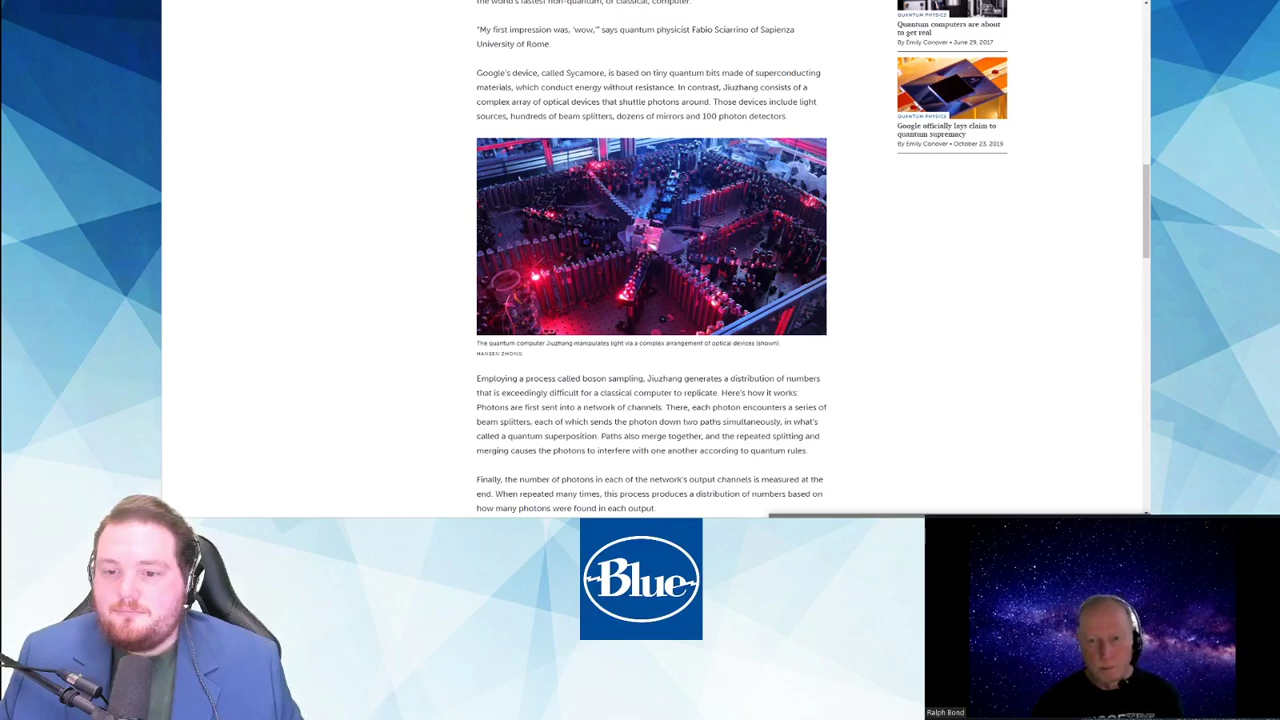 the world's fastest non-quantum, or classical, computer.
"My first impression was, 'wow,'" says quantum physicist Fabio Sciarrino of Sapienza
University of Rome.
Google's device, called Sycamore, is based on tiny quantum bits made of superconducting
materials, which conduct energy without resistance. In contrast, Jiuzhang consists of a
complex array of optical devices that shuttle photons around. Those devices include light
sources, hundreds of beam splitters, dozens of mirrors and 100 photon detectors.
The quantum computer Jiuzhang manipulates light via a complex arrangement of optical devices (shown).
HANSEN ZHONG
Employing a process called boson sampling, Jiuzhang generates a distribution of numbers
that is exceedingly difficult for a classical computer to replicate. Here's how it works:
Photons are first sent into a network of channels. There, each photon encounters a series of
beam splitters, each of which sends the photon down two paths simultaneously, in what's
called a quantum superposition. Paths also merge together, and the repeated splitting and
merging causes the photons to interfere with one another according to quantum rules.
Finally, the number of photons in each of the network's output channels is measured at the
end. When repeated many times, this process produces a distribution of numbers based on
how many photons were found in each output.
QUANTUM PHYSICS
Quantum computers are about
to get real
By Emily Conover • June 29, 2017
QUANTUM PHYSICS
Google officially lays claim to
quantum supremacy
By Emily Conover • October 23, 2019
Blue
Ralph Bond